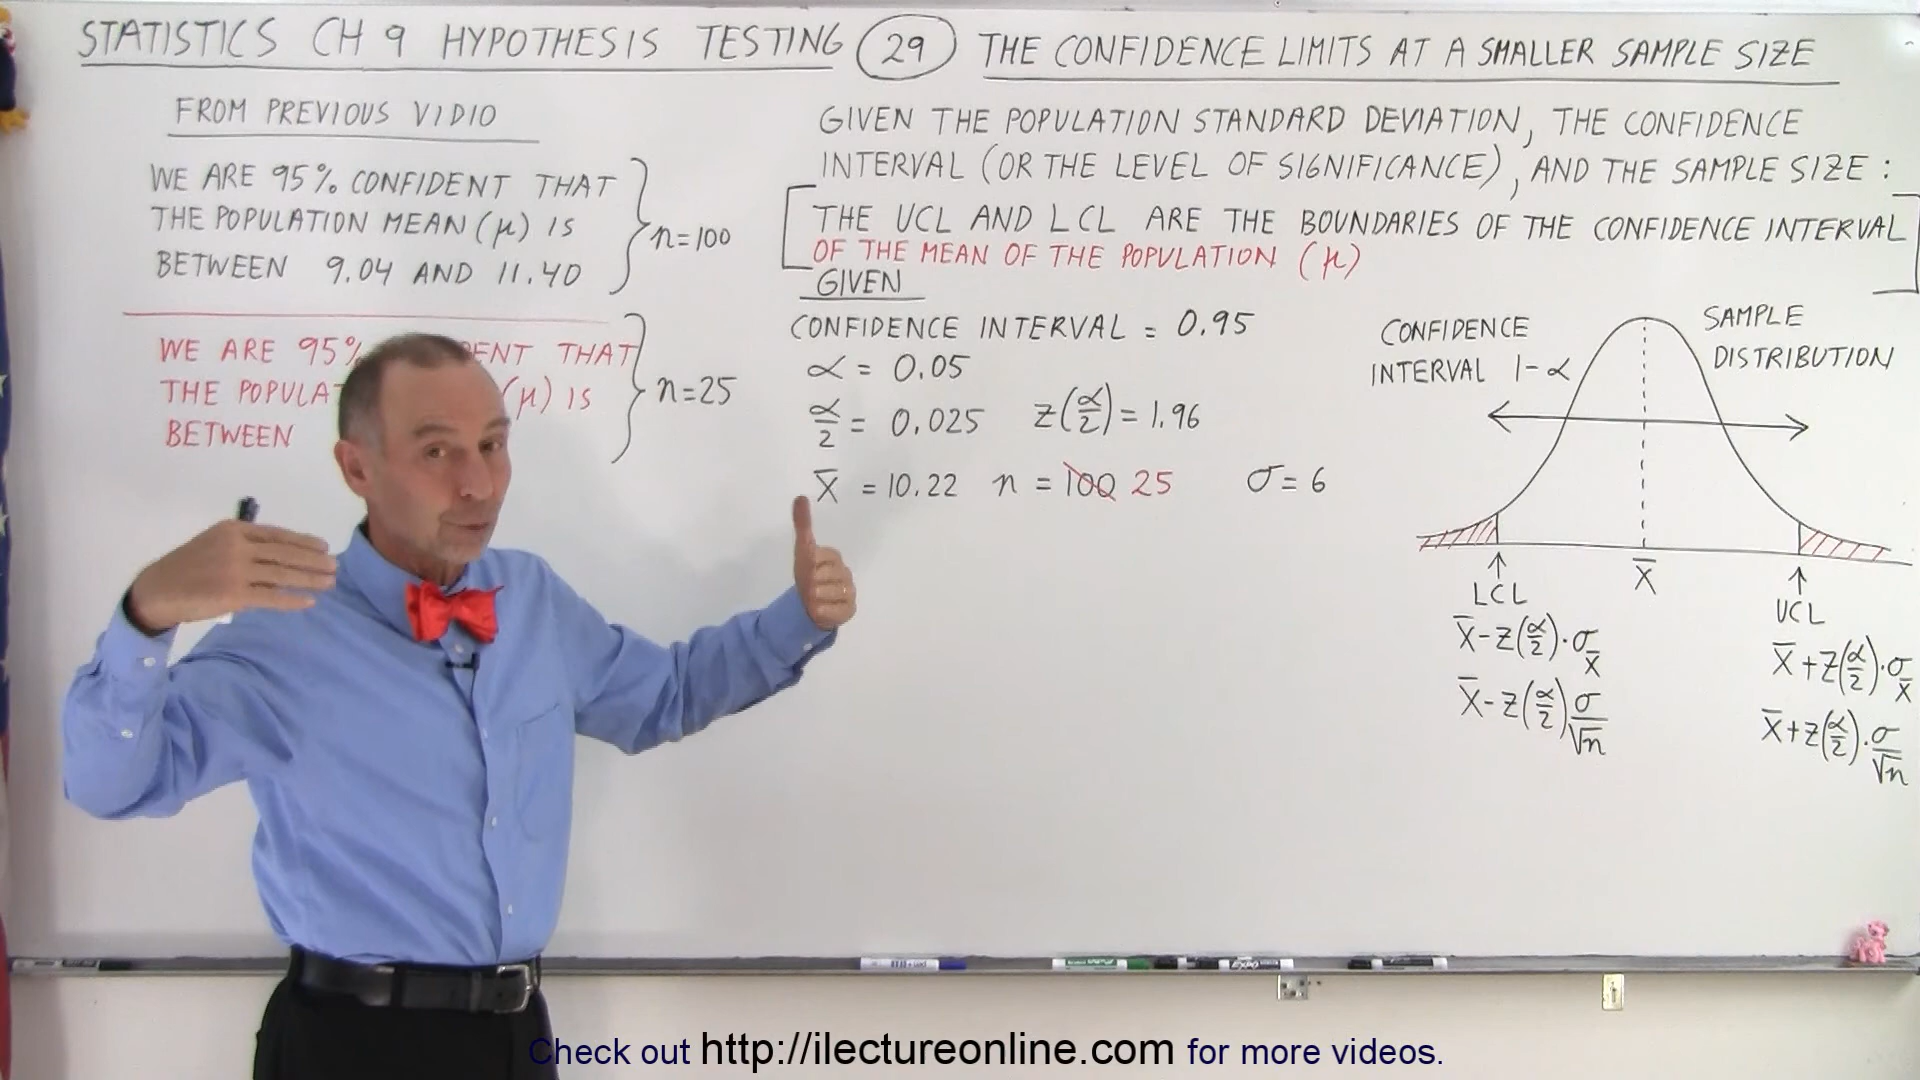 STATISTICS CH 9 HYPOTHESIS TESTING 29 THE CONFIDENCE LIMITS AT A SMALLER SAMPLE SIZE
FROM PREVIOUS VIDIO
WE ARE 95% CONFIDENT THAT
THE POPULATION MEAN (μ) IS
BETWEEN 9.04 AND 11.40
n=100
WE ARE 95% DENT THAT
THE POPULA (μ) IS
BETWEEN
n=25
GIVEN THE POPULATION STANDARD DEVIATION, THE CONFIDENCE
INTERVAL (OR THE LEVEL OF SIGNIFICANCE), AND THE SAMPLE SIZE:
THE UCL AND LCL ARE THE BOUNDARIES OF THE CONFIDENCE INTERVAL
OF THE MEAN OF THE POPULATION (μ)
GIVEN
CONFIDENCE INTERVAL = 0.95
α = 0.05
α/2 = 0.025 z(α/2) = 1.96
x̄ = 10.22 n = 100 25 σ = 6
CONFIDENCE
INTERVAL 1-α
SAMPLE
DISTRIBUTION
LCL
x̄
UCL
x̄-z(α/2)·σx̄
x̄-z(α/2)σ/√n
x̄+z(α/2)·σx̄
x̄+z(α/2)·σ/√n
Check out http://ilectureonline.com for more videos.